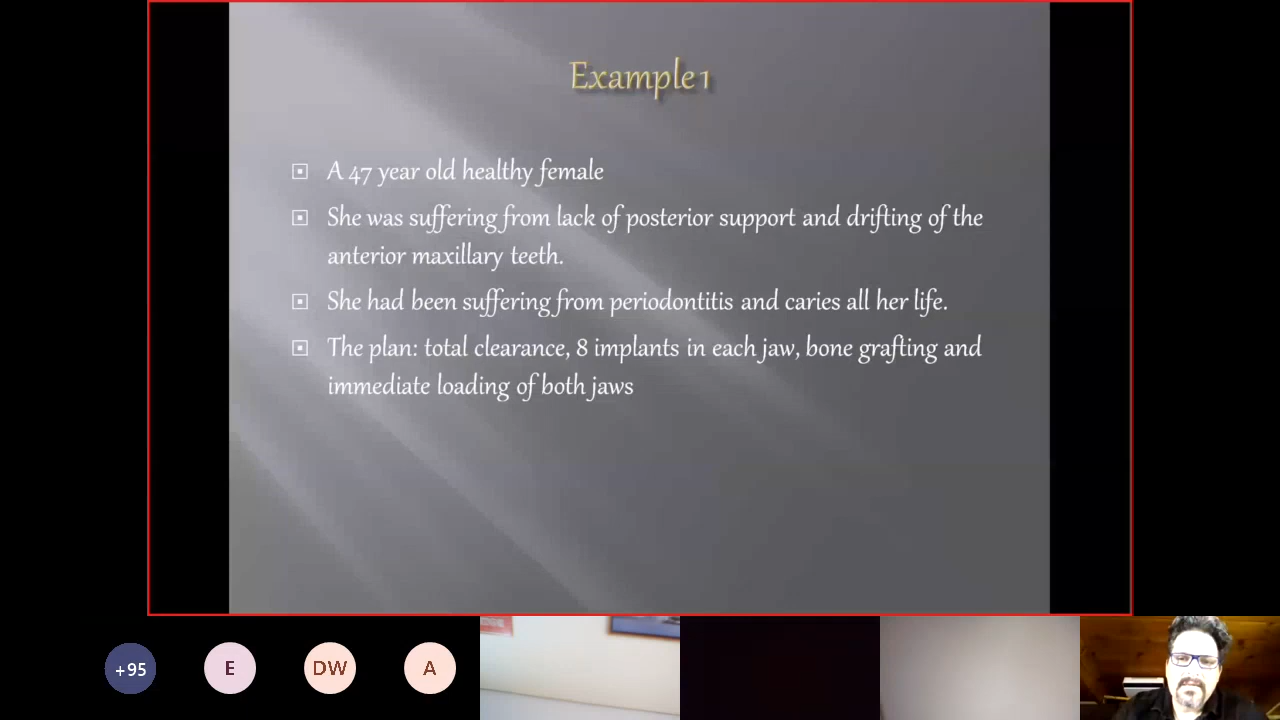 Example 1
A 47 year old healthy female
She was suffering from lack of posterior support and drifting of the
anterior maxillary teeth.
She had been suffering from periodontitis and caries all her life.
The plan: total clearance, 8 implants in each jaw, bone grafting and
immediate loading of both jaws
+95
E
DW
A